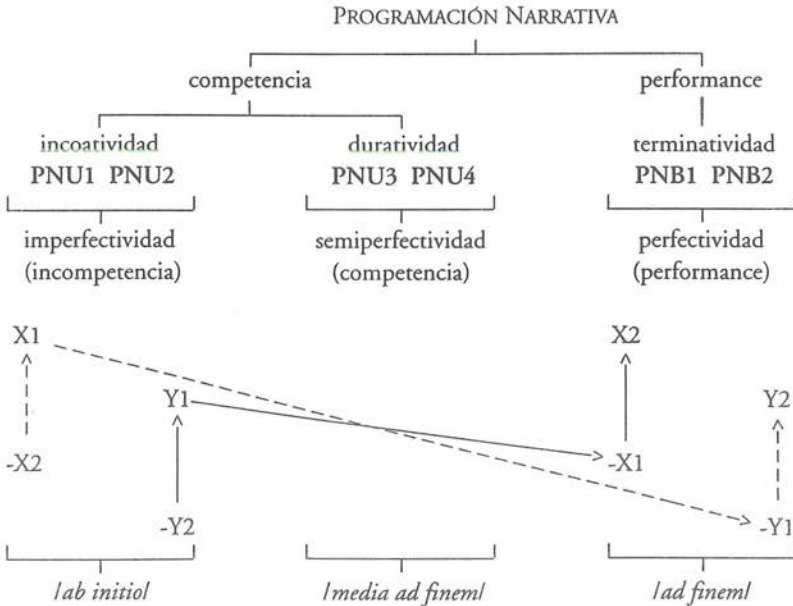 PROGRAMACIÓN NARRATIVA
competencia performance
incoatividad duratividad terminatividad
PNU1 PNU2 PNU3 PNU4 PNB1 PNB2
imperfectividad semiperfectividad perfectividad
(incompetencia) (competencia) (performance)
X1 X2
Y1 Y2
-X2 -X1
-Y2 -Y1
/ab initio/ /media ad finem/ /ad finem/